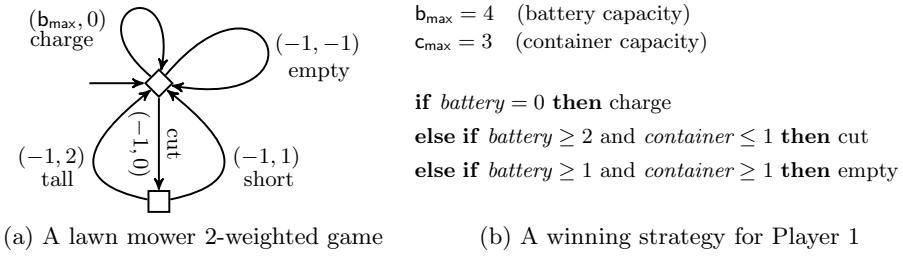 (b_max, 0)
charge
(−1, −1)
empty
(−1, 0)
cut
(−1, 2)
tall
(−1, 1)
short
(a) A lawn mower 2-weighted game
b_max = 4 (battery capacity)
c_max = 3 (container capacity)
if battery = 0 then charge
else if battery ≥ 2 and container ≤ 1 then cut
else if battery ≥ 1 and container ≥ 1 then empty
(b) A winning strategy for Player 1